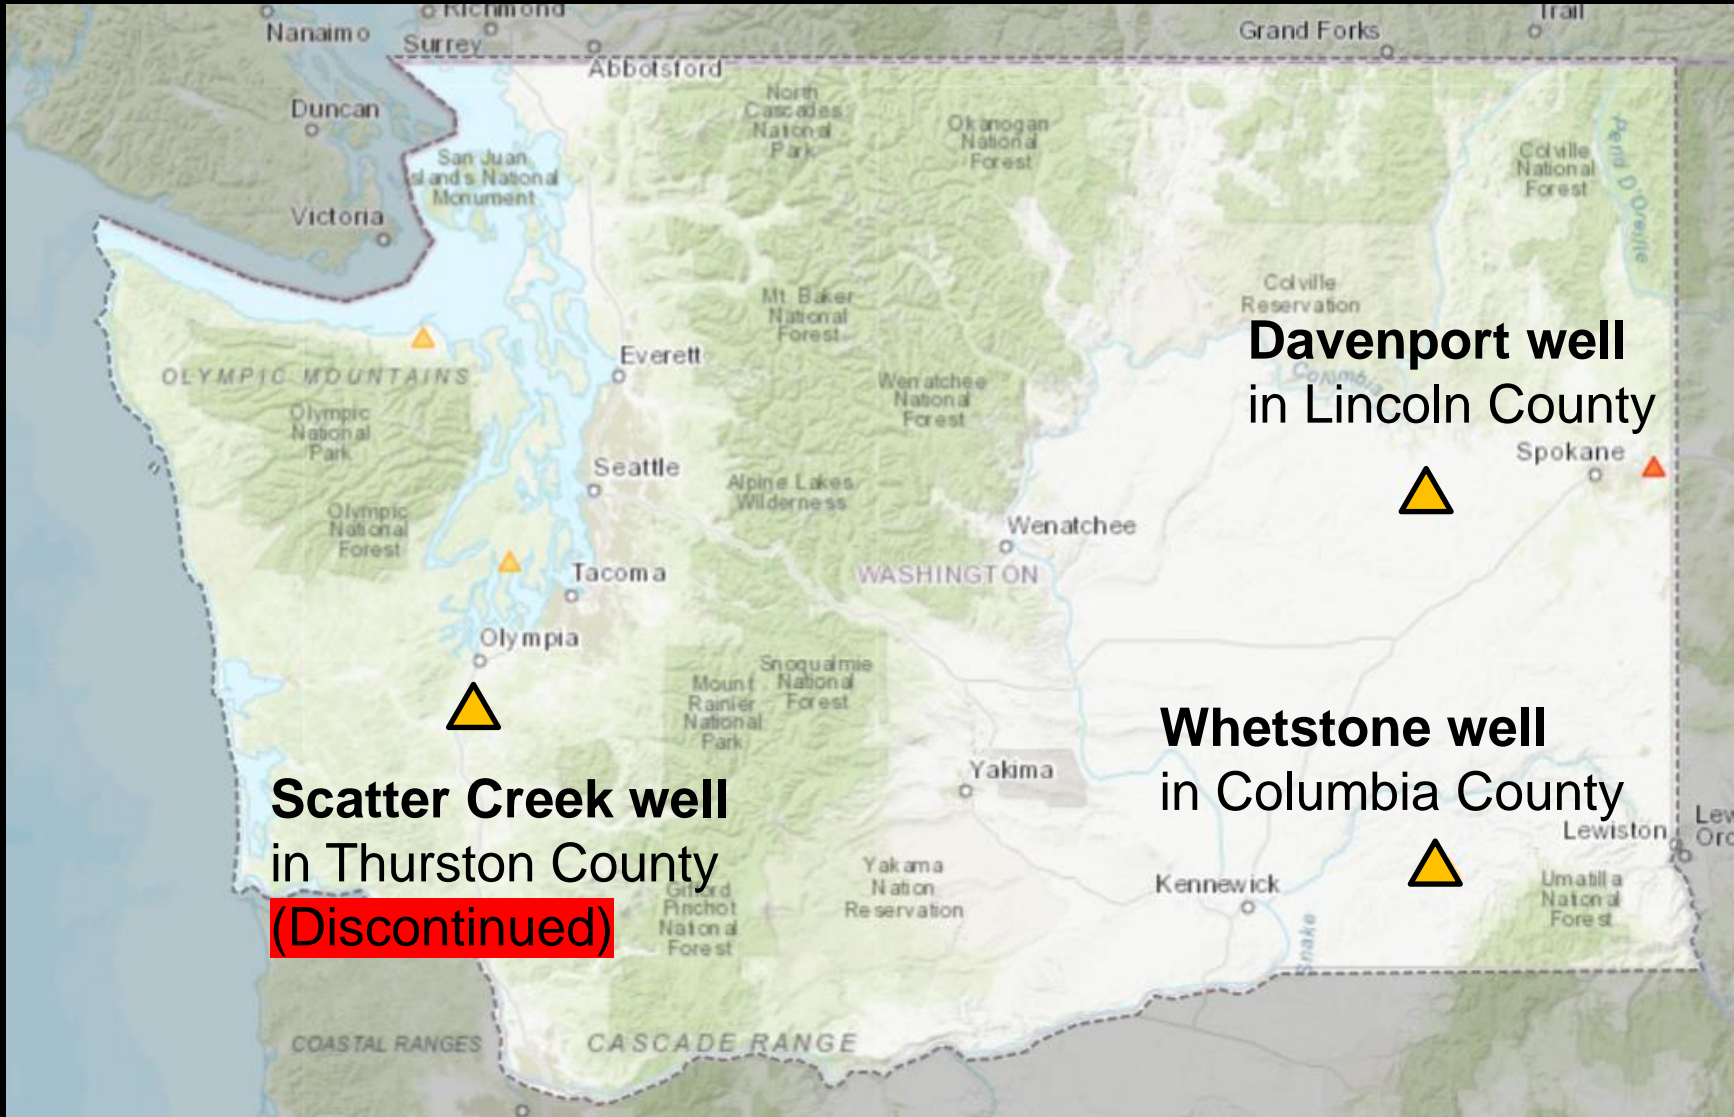 Richmond
Trail
Nanaimo
Surrey
Grand Forks
Abbotsford
North
Cascades
National
Park
Duncan
Okanogan
National
Forest
Colville
National
Forest
Pend D'Oreille
San Juan
Islands National
Monument
Victoria
Colville
Reservation
Mt. Baker
National
Forest
Davenport well
in Lincoln County
Columbia
Everett
OLYMPIC MOUNTAINS
Olympic
National
Park
Wenatchee
National
Forest
Spokane
Seattle
Alpine Lakes
Wilderness
Olympic
National
Forest
Wenatchee
Tacoma
WASHINGTON
Olympia
Mount
Rainier
National
Park
Snoqualmie
National
Forest
Whetstone well
in Columbia County
Yakima
Scatter Creek well
in Thurston County
(Discontinued)
Lewiston
Lew
Orc
Yakama
Nation
Reservation
Kennewick
Umatilla
National
Forest
Gifford
Pinchot
National
Forest
Snake
COASTAL RANGES
CASCADE RANGE